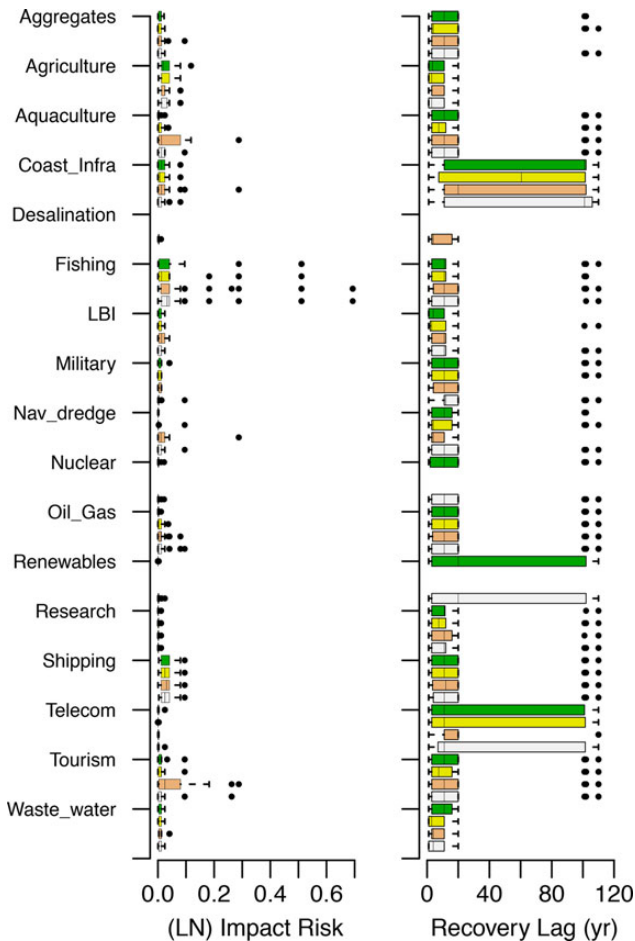 Aggregates
Agriculture
Aquaculture
Coast_Infra
Desalination
Fishing
LBI
Military
Nav_dredge
Nuclear
Oil_Gas
Renewables
Research
Shipping
Telecom
Tourism
Waste_water
0.0 0.2 0.4 0.6 0 40 80 120
(LN) Impact Risk Recovery Lag (yr)